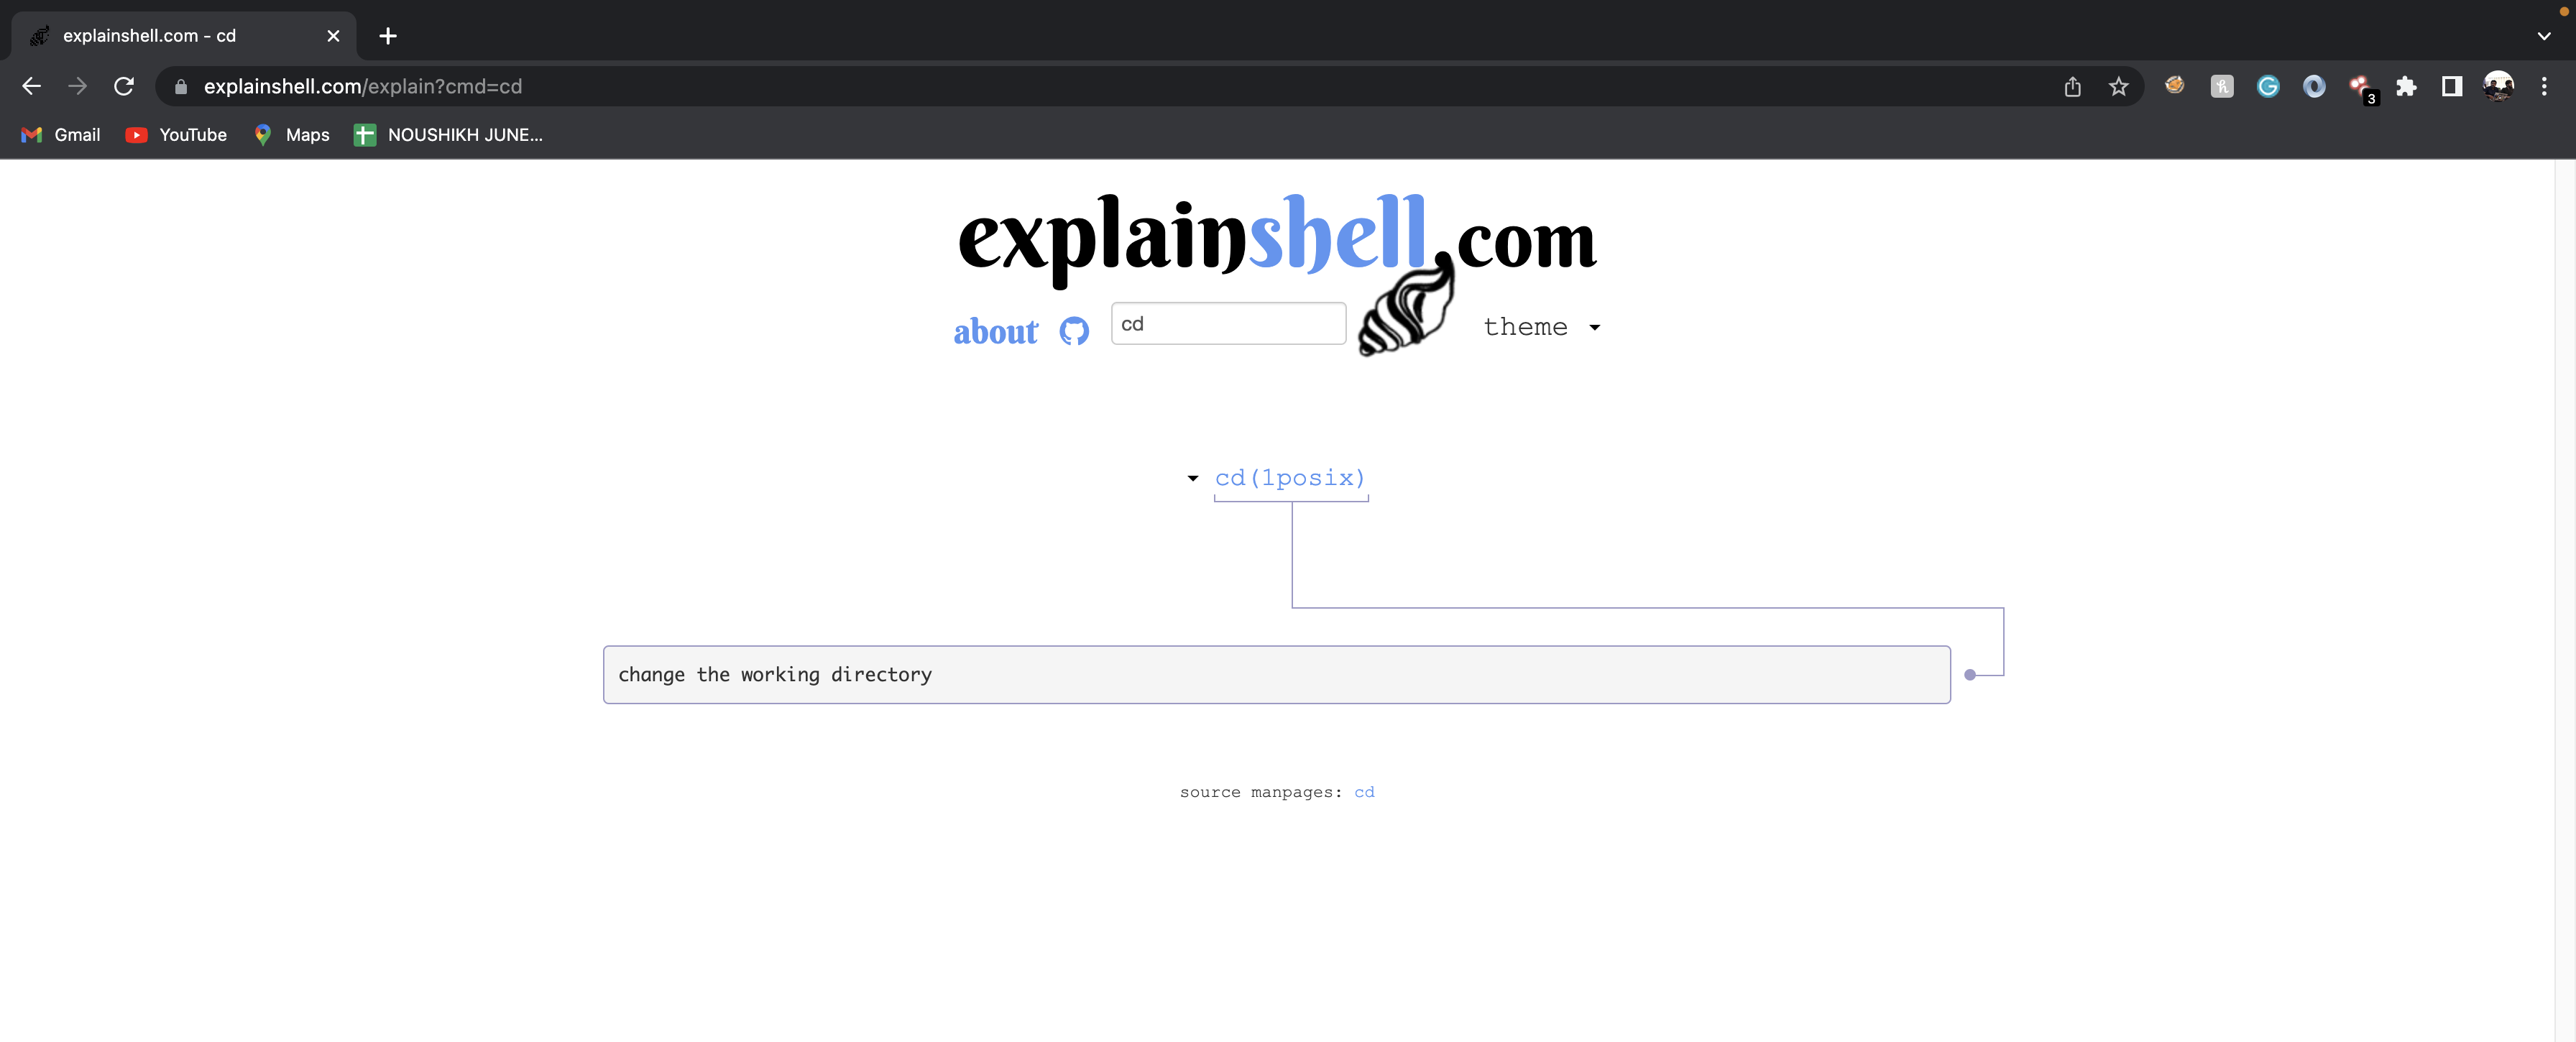 explainshell.com - cd
explainshell.com/explain?cmd=cd
3
Gmail YouTube Maps NOUSHIKH JUNE...
explainshell.com
about cd theme
cd(1posix)
change the working directory
source manpages: cd